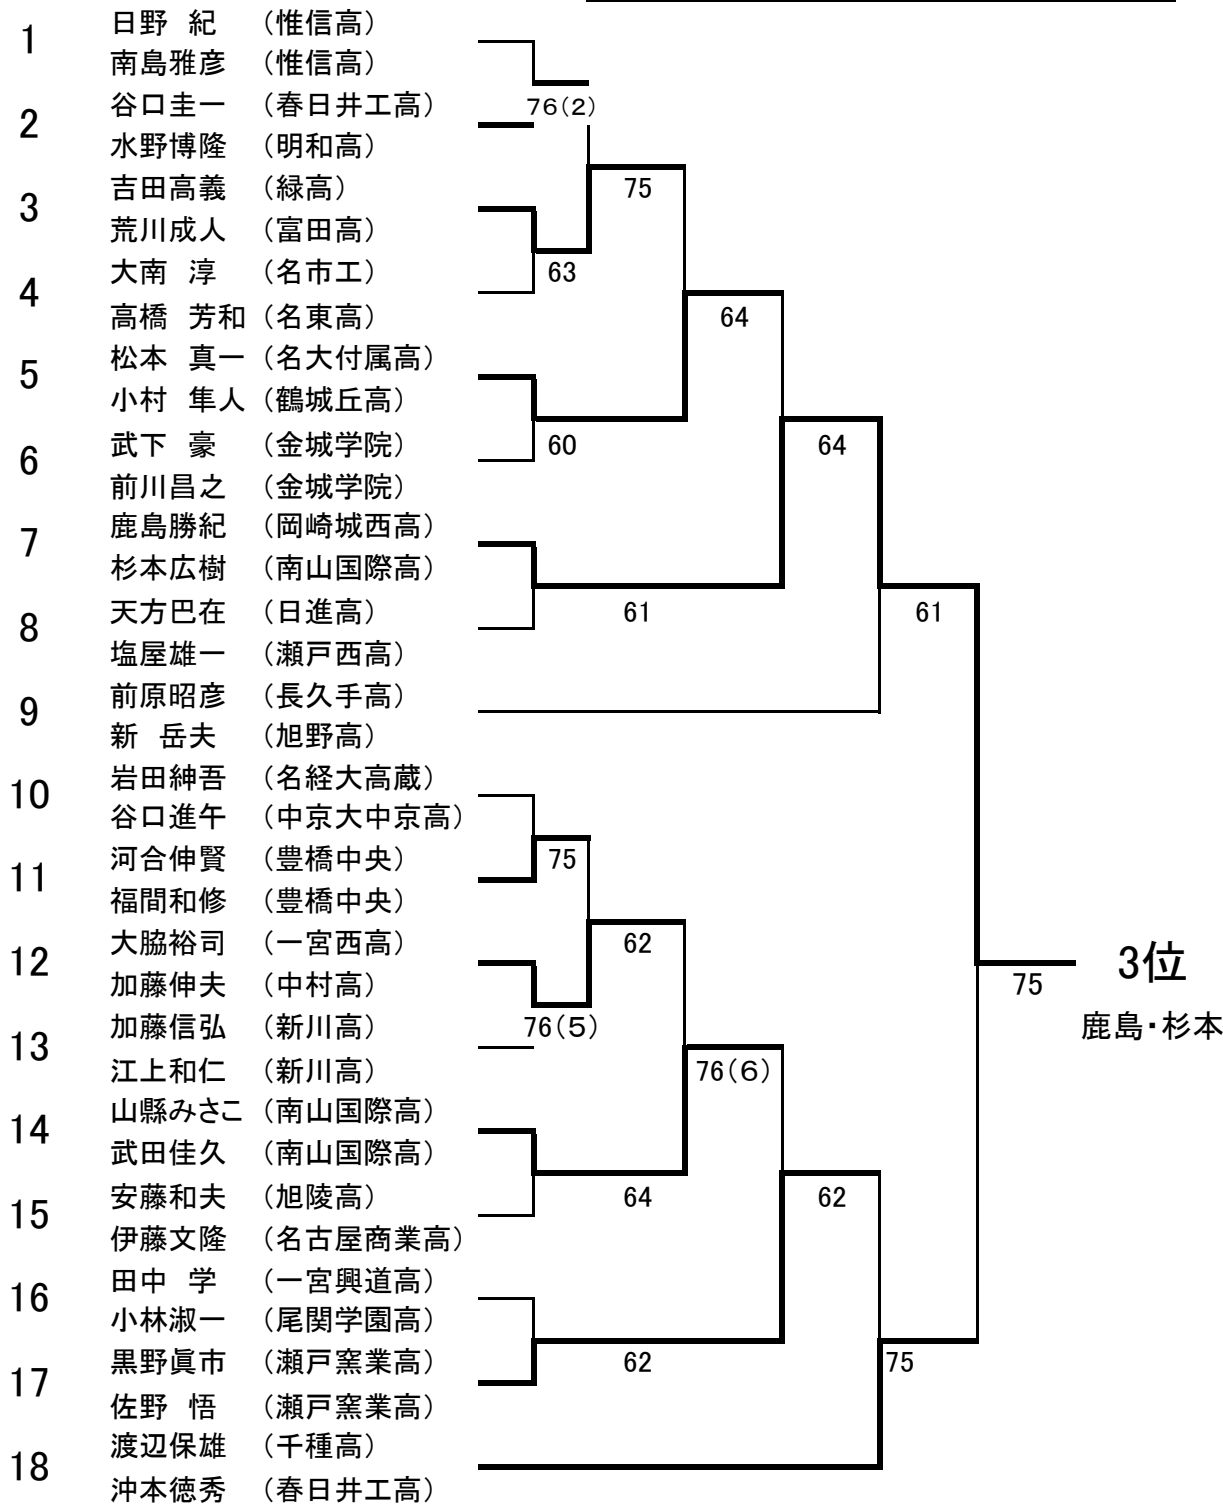 1
日野 紀 （惟信高）
南島雅彦 （惟信高）
2
谷口圭一 （春日井工高）
水野博隆 （明和高）
3
吉田高義 （緑高）
荒川成人 （富田高）
4
大南 淳 （名市工）
高橋 芳和 （名東高）
5
松本 真一 （名大付属高）
小村 隼人 （鶴城丘高）
6
武下 豪 （金城学院）
前川昌之 （金城学院）
7
鹿島勝紀 （岡崎城西高）
杉本広樹 （南山国際高）
8
天方巴在 （日進高）
塩屋雄一 （瀬戸西高）
9
前原昭彦 （長久手高）
新 岳夫 （旭野高）
10
岩田紳吾 （名経大高蔵）
谷口進午 （中京大中京高）
11
河合伸賢 （豊橋中央）
福間和修 （豊橋中央）
12
大脇裕司 （一宮西高）
加藤伸夫 （中村高）
13
加藤信弘 （新川高）
江上和仁 （新川高）
14
山縣みさこ （南山国際高）
武田佳久 （南山国際高）
15
安藤和夫 （旭陵高）
伊藤文隆 （名古屋商業高）
16
田中 学 （一宮興道高）
小林淑一 （尾関学園高）
17
黒野眞市 （瀬戸窯業高）
佐野 悟 （瀬戸窯業高）
18
渡辺保雄 （千種高）
沖本徳秀 （春日井工高）
76(2)
63
60
75
61
64
64
61
75
76(5)
62
64
62
76(6)
62
75
75
3位
鹿島・杉本